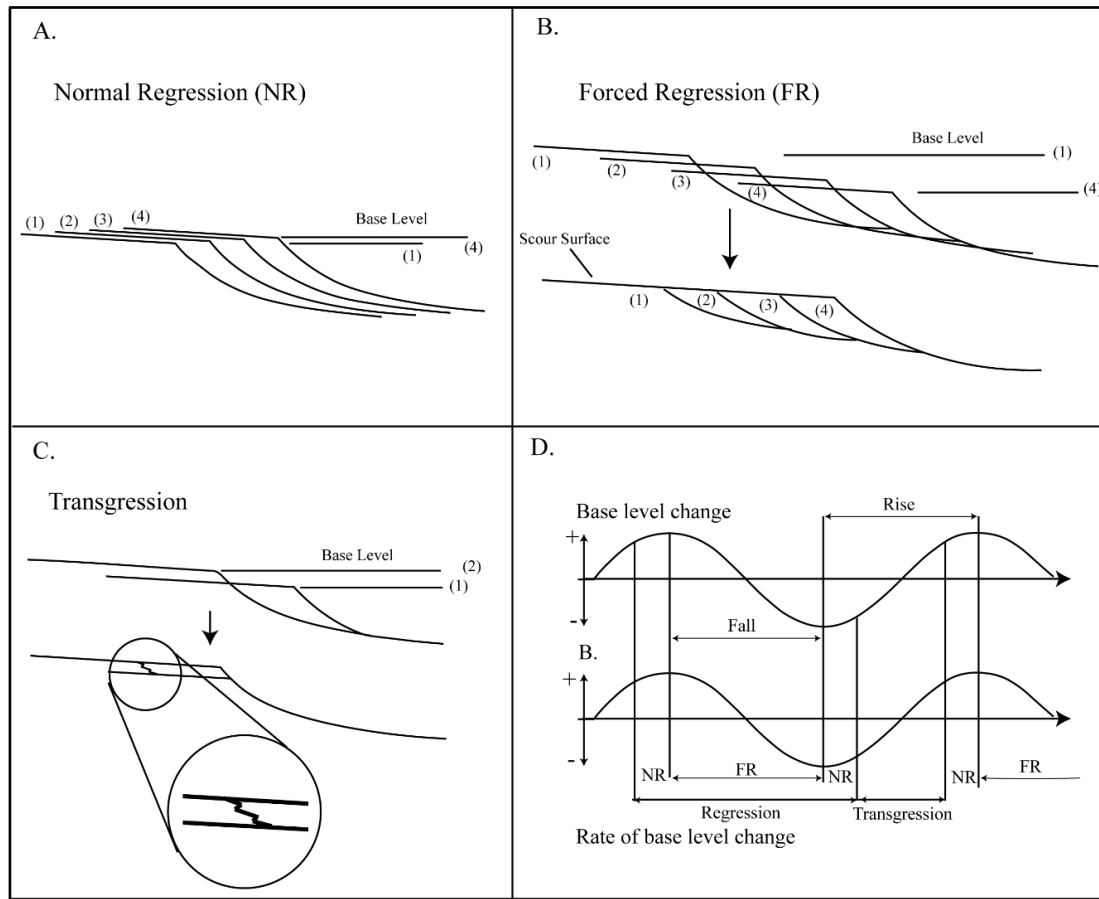 A.
Normal Regression (NR)
(1) (2) (3) (4)
Base Level
(1)
(4)
B.
Forced Regression (FR)
Base Level
(1)
(1)
(2)
(3)
(4)
(4)
Scour Surface
(1) (2) (3) (4)
C.
Transgression
Base Level
(2)
(1)
D.
Base level change
Rise
+
-
Fall
B.
+
-
NR FR NR NR FR
Regression Transgression
Rate of base level change